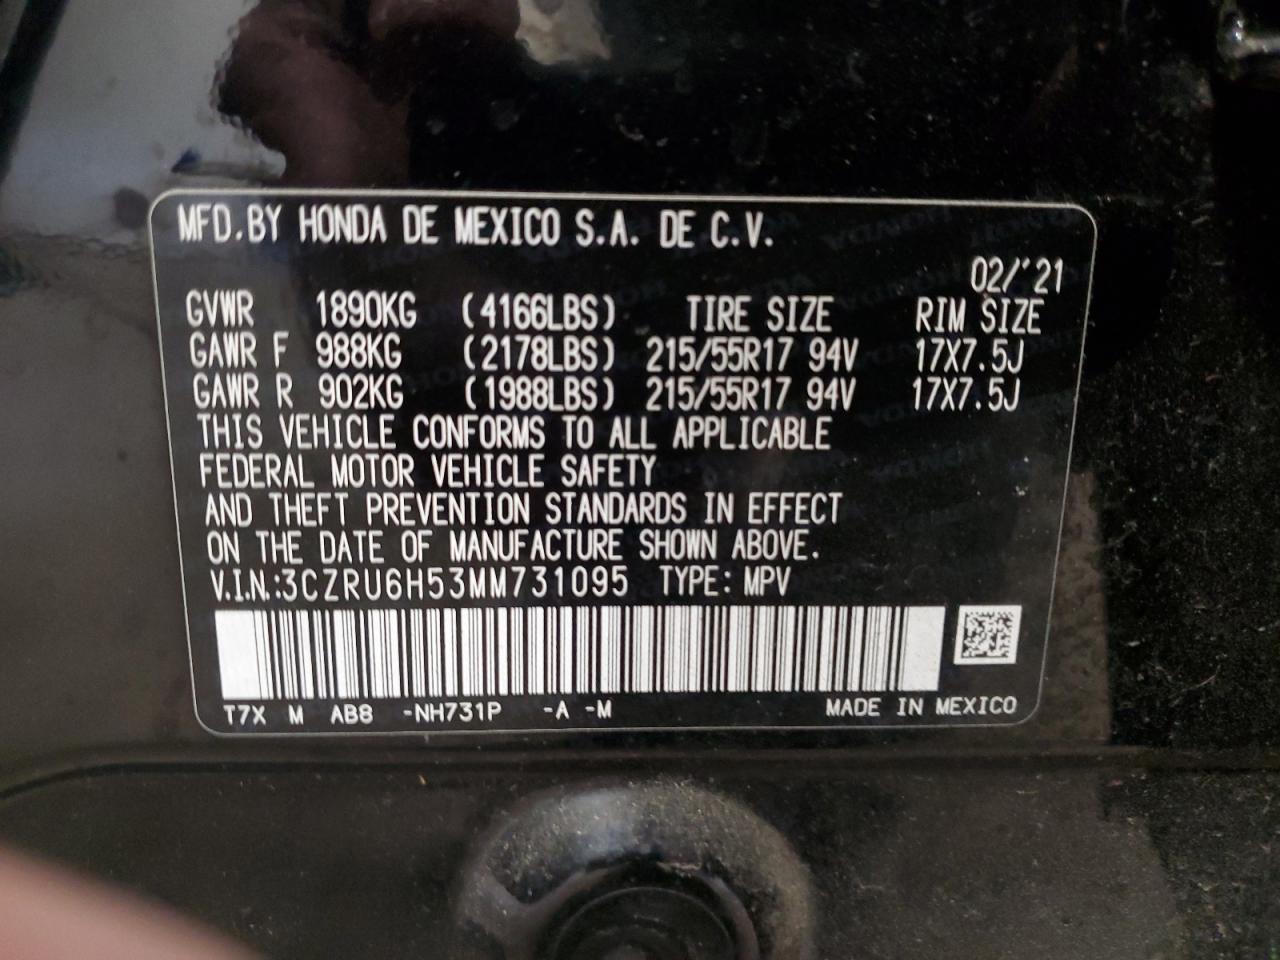 MFD. BY HONDA DE MEXICO S.A. DE C.V.
02/'21
GVWR 1890KG (4166LBS) TIRE SIZE RIM SIZE
GAWR F 988KG (2178LBS) 215/55R17 94V 17X7.5J
GAWR R 902KG (1988LBS) 215/55R17 94V 17X7.5J
THIS VEHICLE CONFORMS TO ALL APPLICABLE
FEDERAL MOTOR VEHICLE SAFETY
AND THEFT PREVENTION STANDARDS IN EFFECT
ON THE DATE OF MANUFACTURE SHOWN ABOVE.
V.I.N.:3CZRU6H53MM731095 TYPE: MPV
T7X M AB8 -NH731P -A -M MADE IN MEXICO